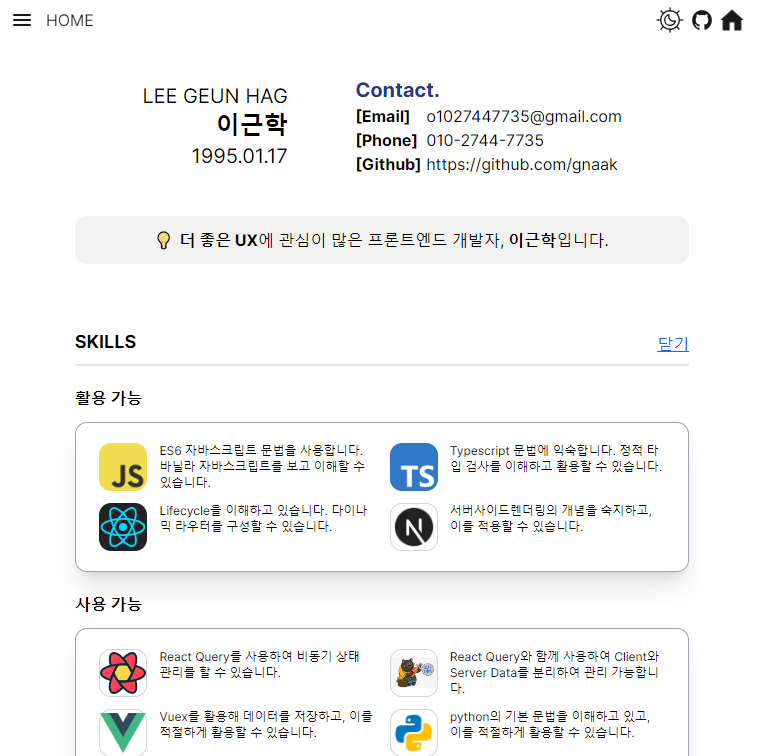 HOME
LEE GEUN HAG
이근학
1995.01.17
Contact.
[Email] o1027447735@gmail.com
[Phone] 010-2744-7735
[Github] https://github.com/gnaak
더 좋은 UX에 관심이 많은 프론트엔드 개발자, 이근학입니다.
SKILLS
닫기
활용 가능
JS
ES6 자바스크립트 문법을 사용합니다.
바닐라 자바스크립트를 보고 이해할 수
있습니다.
TS
Typescript 문법에 익숙합니다. 정적 타
입 검사를 이해하고 활용할 수 있습니다.
Lifecycle을 이해하고 있습니다. 다이나
믹 라우터를 구성할 수 있습니다.
N
서버사이드렌더링의 개념을 숙지하고,
이를 적용할 수 있습니다.
사용 가능
React Query를 사용하여 비동기 상태
관리를 할 수 있습니다.
React Query와 함께 사용하여 Client와
Server Data를 분리하여 관리 가능합니
다.
Vuex를 활용해 데이터를 저장하고, 이를
적절하게 활용할 수 있습니다.
python의 기본 문법을 이해하고 있고,
이를 적절하게 활용할 수 있습니다.